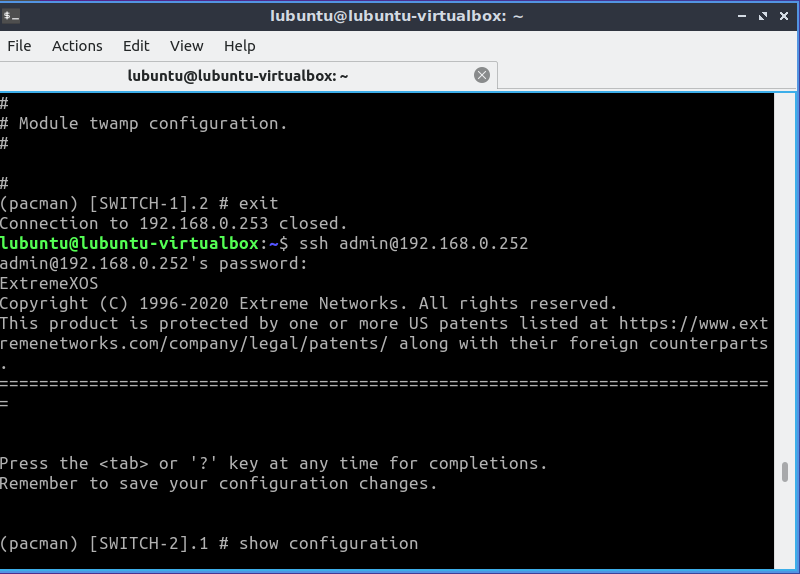 lubuntu@lubuntu-virtualbox: ~
File Actions Edit View Help
lubuntu@lubuntu-virtualbox: ~
#
# Module twamp configuration.
#
#
(pacman) [SWITCH-1].2 # exit
Connection to 192.168.0.253 closed.
lubuntu@lubuntu-virtualbox:~$ ssh admin@192.168.0.252
admin@192.168.0.252's password:
ExtremeXOS
Copyright (C) 1996-2020 Extreme Networks. All rights reserved.
This product is protected by one or more US patents listed at https://www.ext
remenetworks.com/company/legal/patents/ along with their foreign counterparts
.
=============================================================================
=
Press the <tab> or '?' key at any time for completions.
Remember to save your configuration changes.
(pacman) [SWITCH-2].1 # show configuration